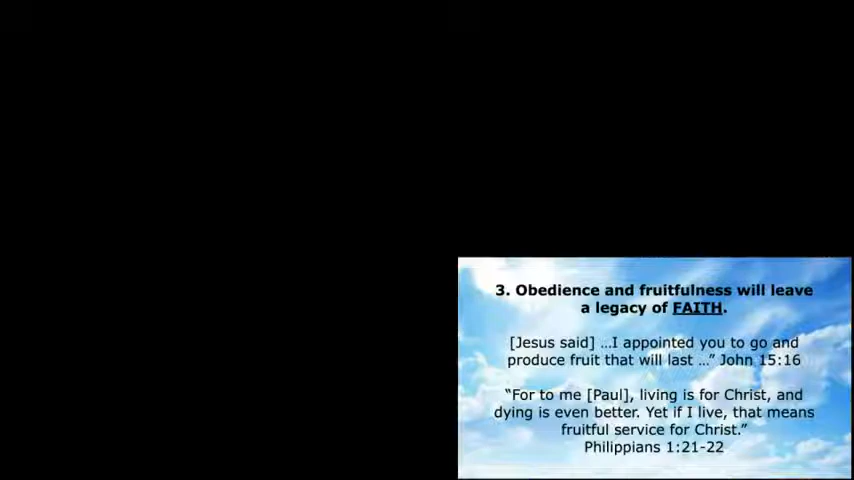 3. Obedience and fruitfulness will leave
a legacy of FAITH.
[Jesus said] …I appointed you to go and
produce fruit that will last …” John 15:16
“For to me [Paul], living is for Christ, and
dying is even better. Yet if I live, that means
fruitful service for Christ.”
Philippians 1:21-22